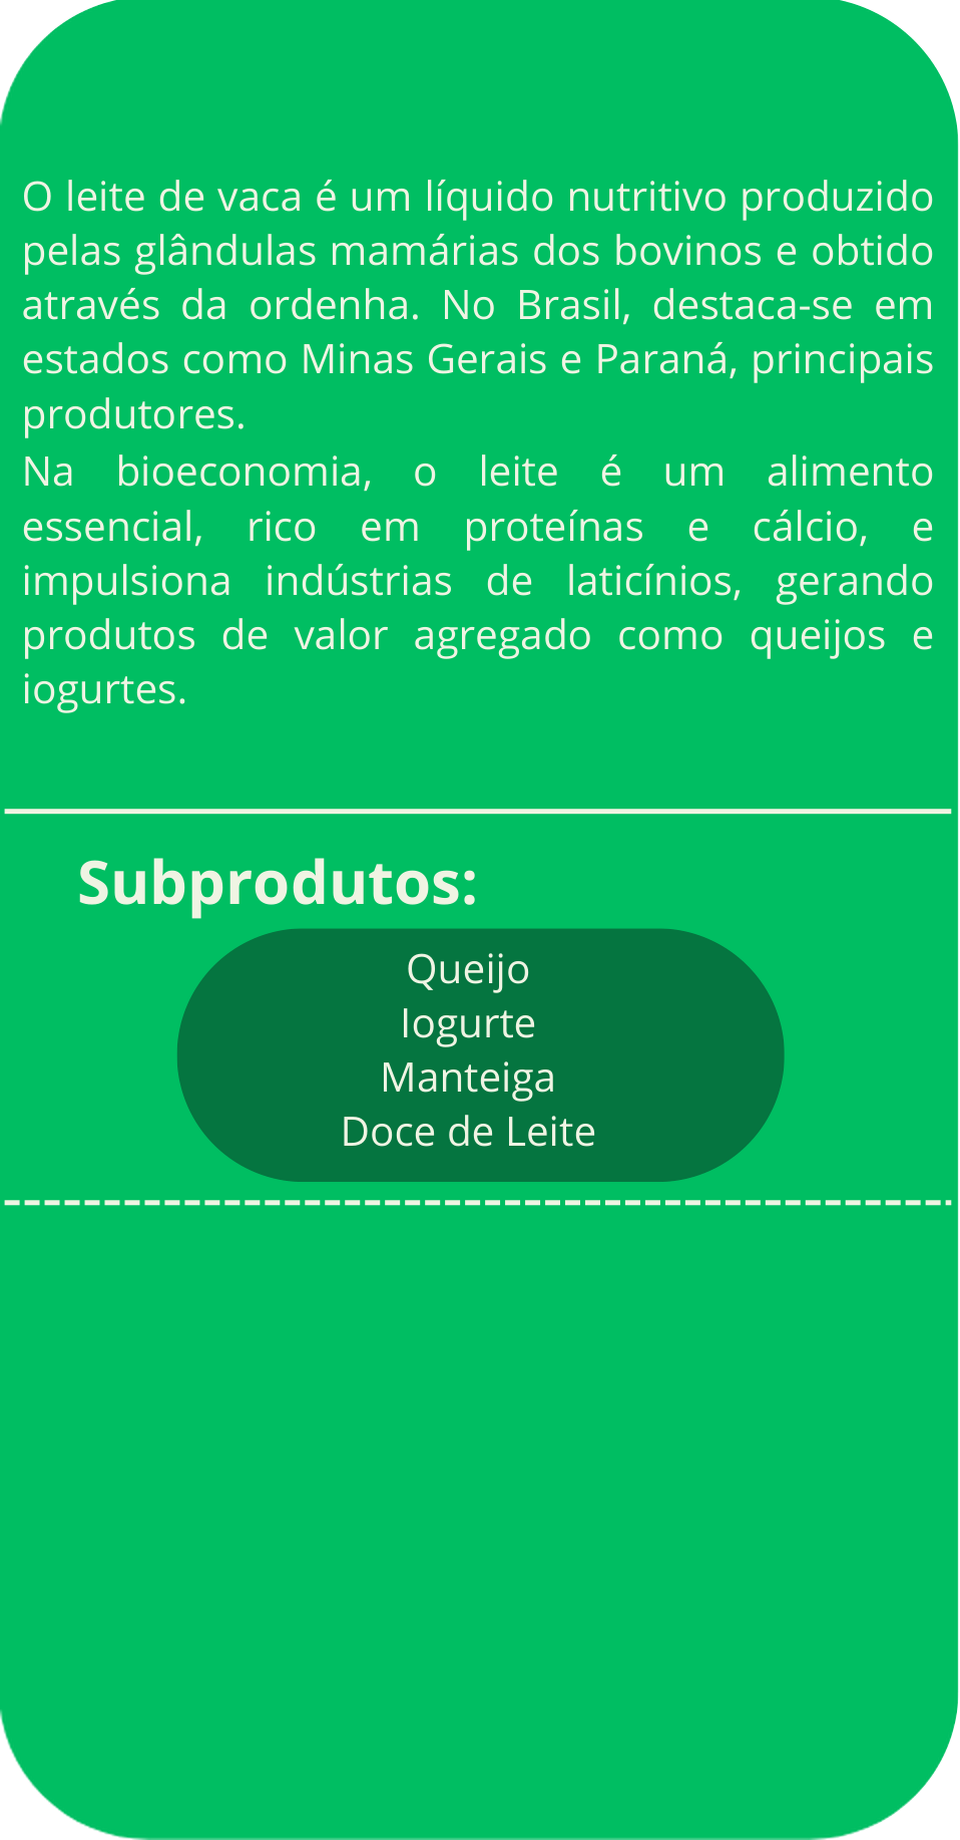 O leite de vaca é um líquido nutritivo produzido
pelas glândulas mamárias dos bovinos e obtido
através da ordenha. No Brasil, destaca-se em
estados como Minas Gerais e Paraná, principais
produtores.
Na bioeconomia, o leite é um alimento
essencial, rico em proteínas e cálcio, e
impulsiona indústrias de laticínios, gerando
produtos de valor agregado como queijos e
iogurtes.
Subprodutos:
Queijo
Iogurte
Manteiga
Doce de Leite